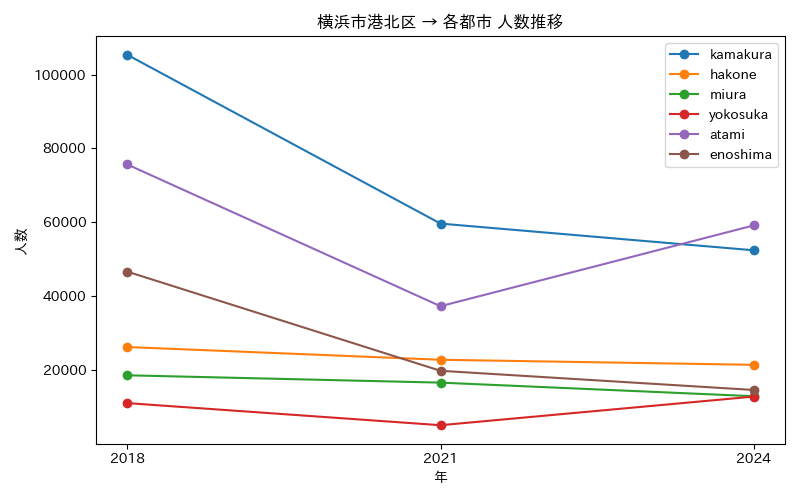 横浜市港北区 → 各都市 人数推移
人数
100000
80000
60000
40000
20000
2018
2021
2024
年
kamakura
hakone
miura
yokosuka
atami
enoshima